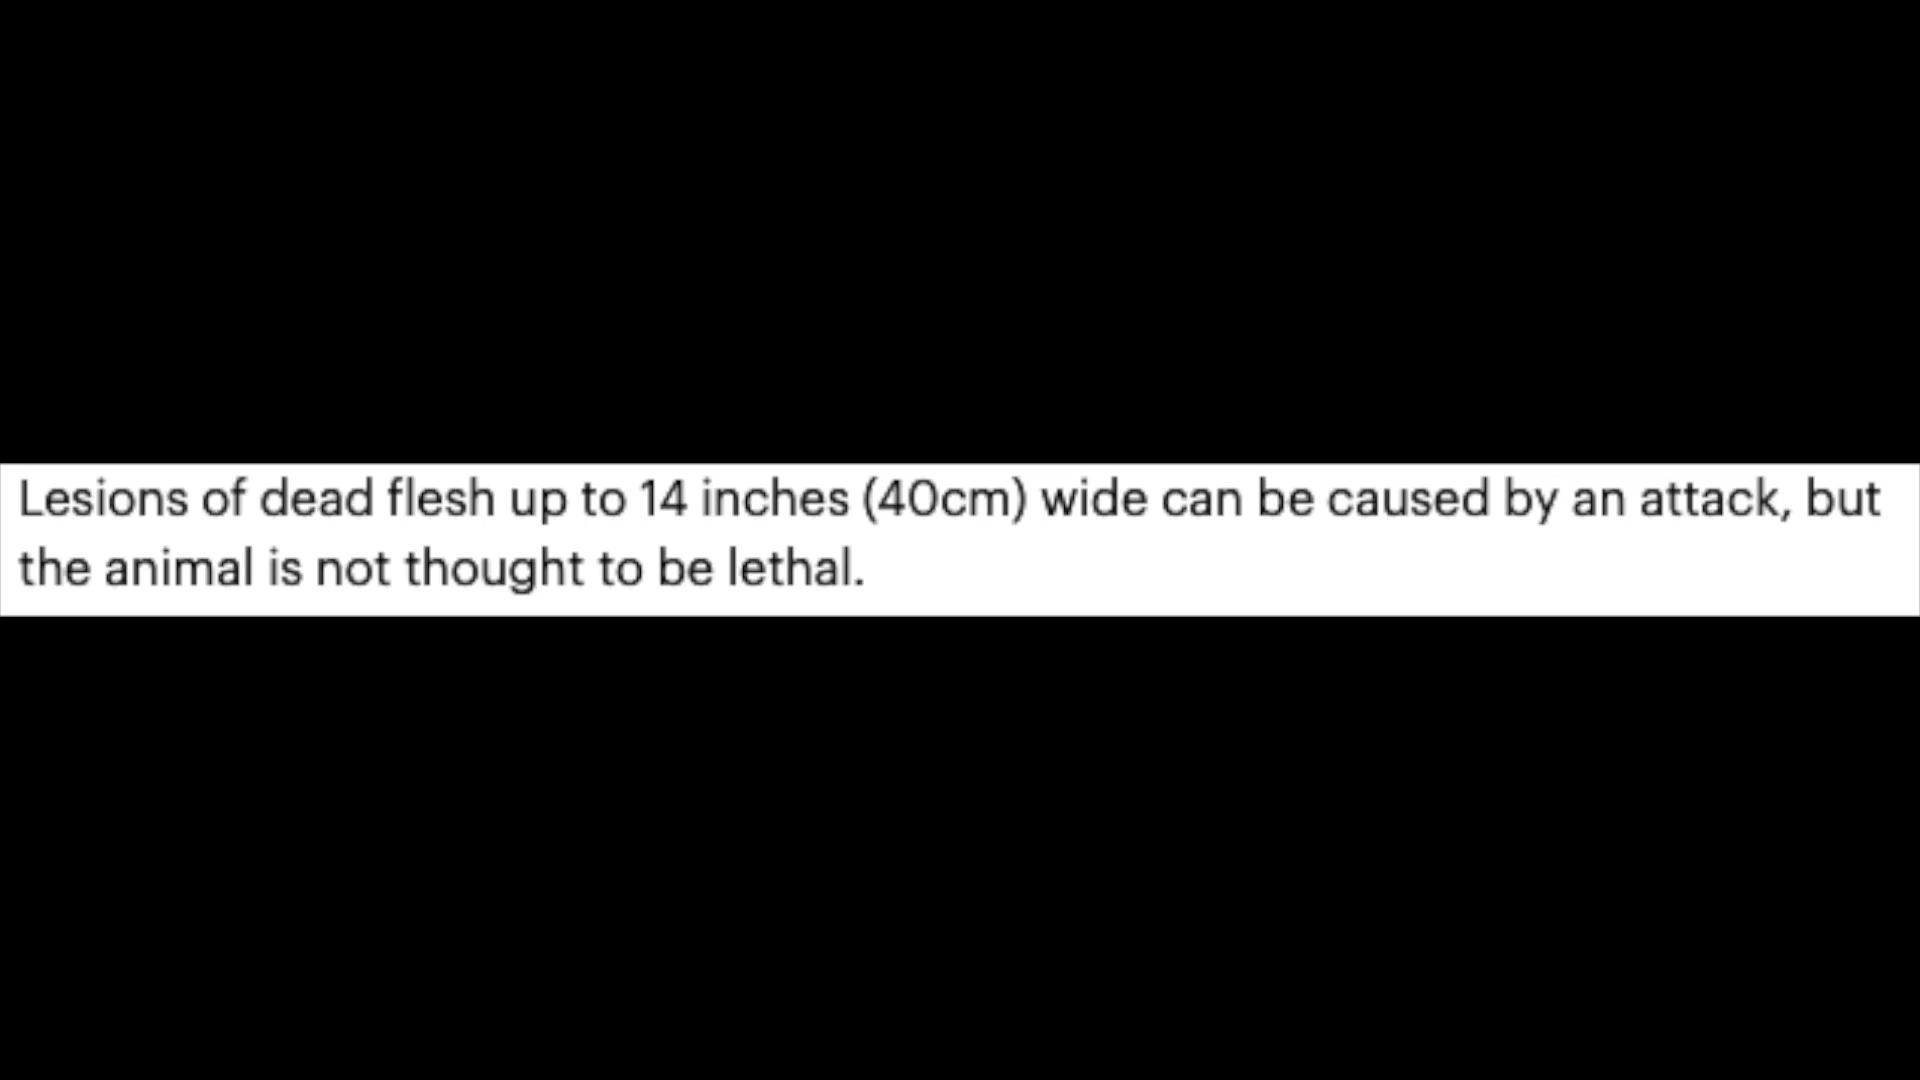 Lesions of dead flesh up to 14 inches (40cm) wide can be caused by an attack, but
the animal is not thought to be lethal.